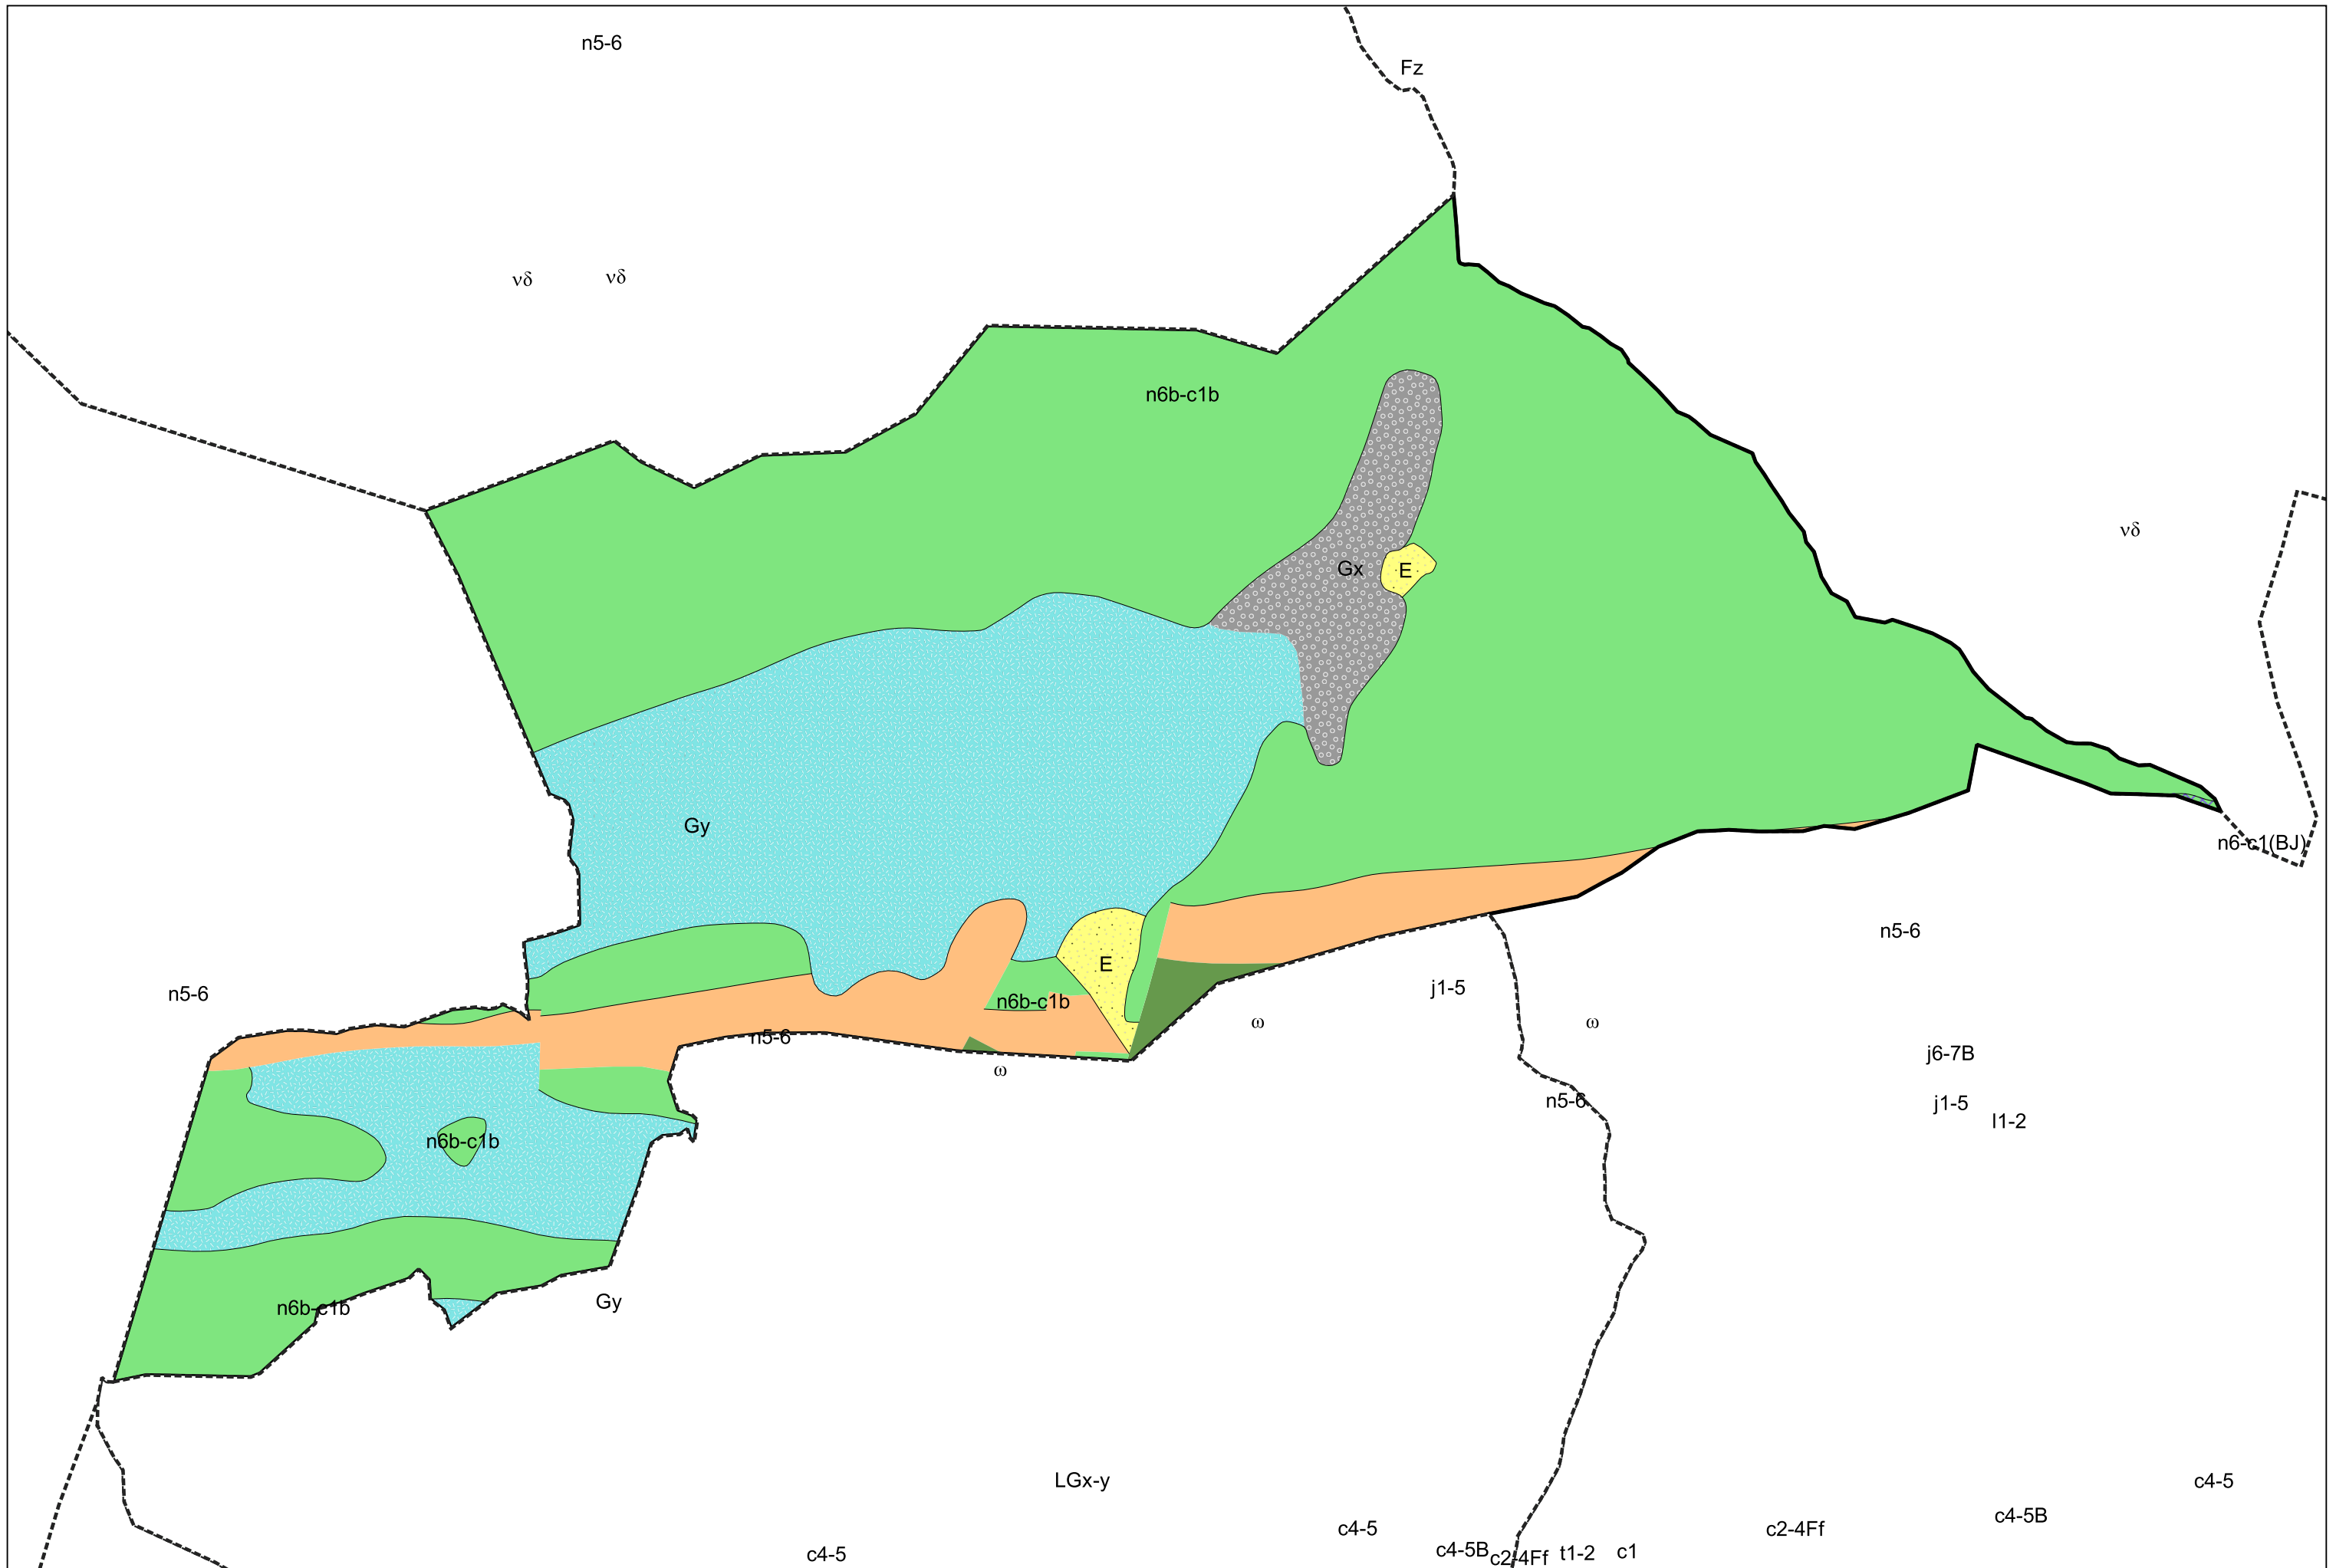 n5-6
Fz
νδ
νδ
n6b-c1b
νδ
Gx
E
Gy
n6-c1(BJ)
n5-6
E
j1-5
n5-6
n6b-c1b
ω
ω
n5-6
j6-7B
ω
n5-6
j1-5
l1-2
n6b-c1b
Gy
n6b-c1b
LGx-y
c4-5
c4-5B
c4-5
c2-4Ff
c4-5B
c4-5
c2-4Ff
t1-2
c1